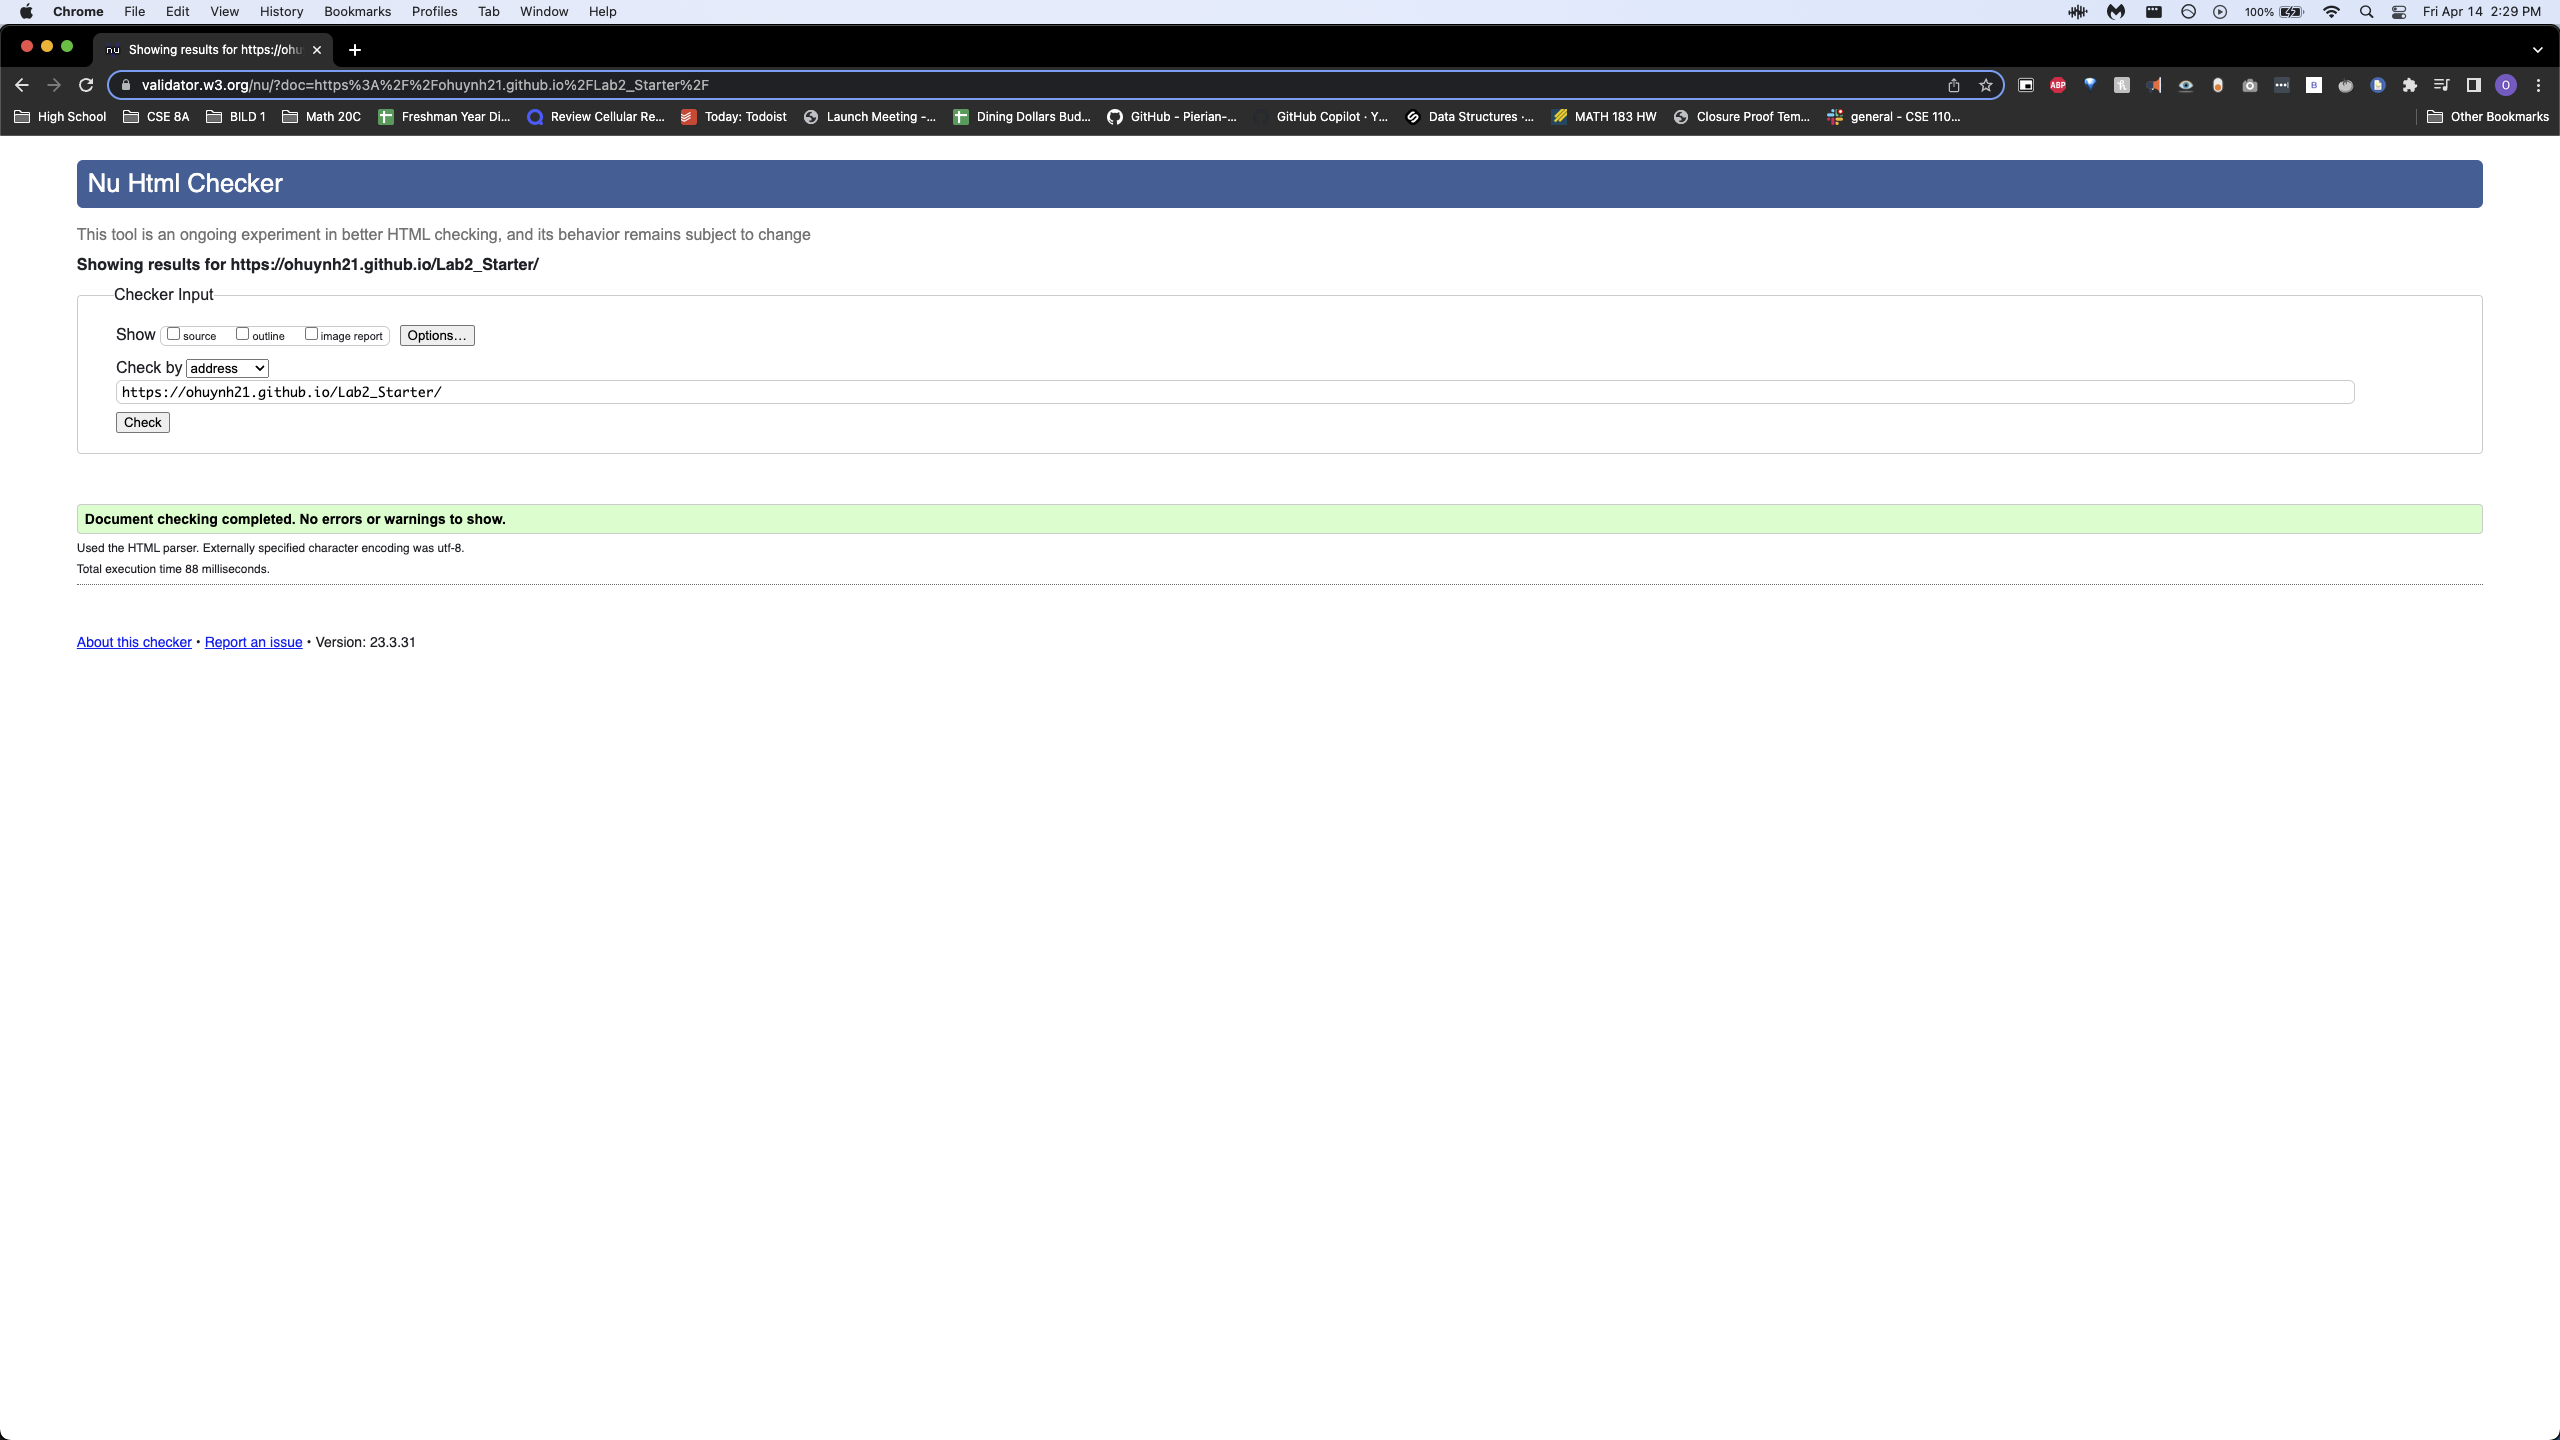 Chrome File Edit View History Bookmarks Profiles Tab Window Help 100% Fri Apr 14 2:29 PM
nu Showing results for https://ohu
validator.w3.org/nu/?doc=https%3A%2F%2Fohuynh21.github.io%2FLab2_Starter%2F ABP B O
High School CSE 8A BILD 1 Math 20C Freshman Year Di... Review Cellular Re... Today: Todoist Launch Meeting -... Dining Dollars Bud... GitHub - Pierian-... GitHub Copilot · Y... Data Structures ·... MATH 183 HW Closure Proof Tem... general - CSE 110... Other Bookmarks
Nu Html Checker
This tool is an ongoing experiment in better HTML checking, and its behavior remains subject to change
Showing results for https://ohuynh21.github.io/Lab2_Starter/
Checker Input
Show source outline image report Options...
Check by address
https://ohuynh21.github.io/Lab2_Starter/
Check
Document checking completed. No errors or warnings to show.
Used the HTML parser. Externally specified character encoding was utf-8.
Total execution time 88 milliseconds.
About this checker • Report an issue • Version: 23.3.31